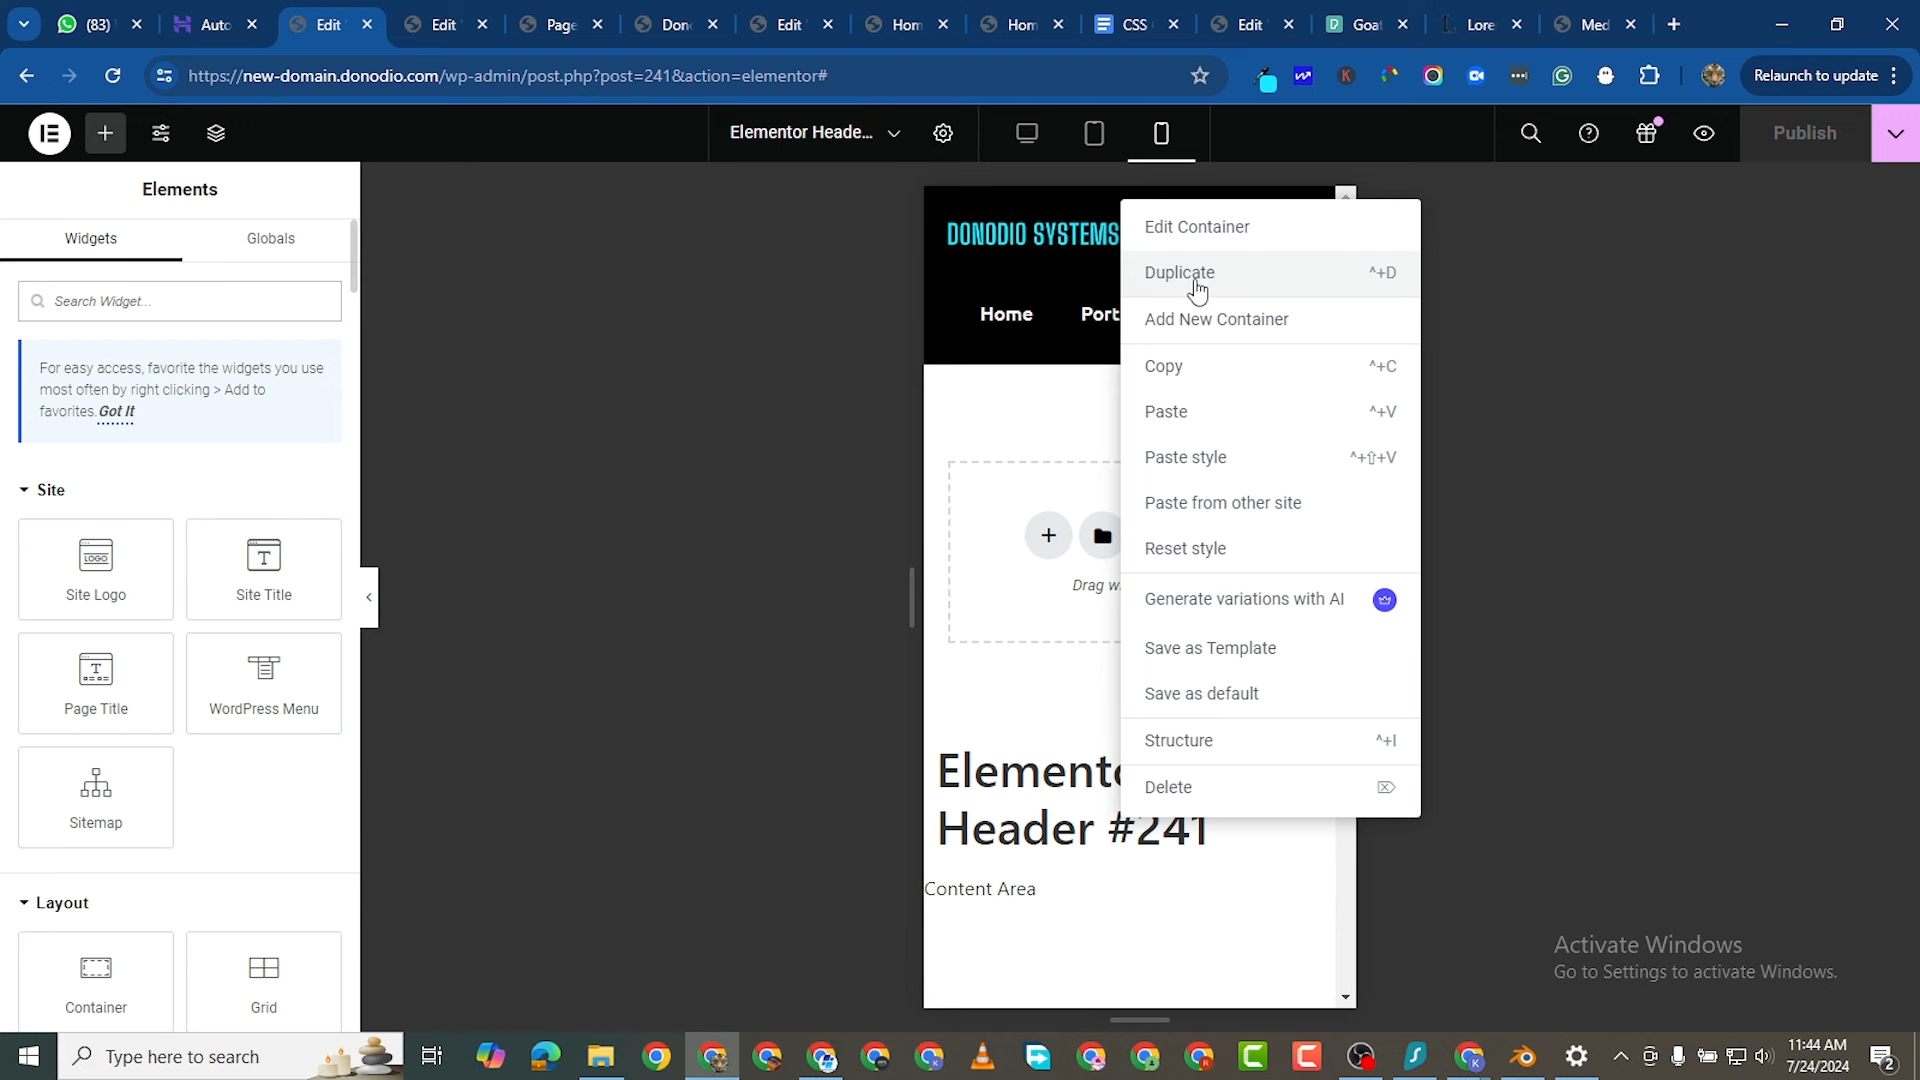 (83)
Auto
Edit
Edit
Page
Don
Edit
Hom
Hom
CSS
Edit
Goa
Lore
Med
https://new-domain.donodio.com/wp-admin/post.php?post=241&action=elementor#
Relaunch to update
Elementor Heade...
Publish
Elements
Widgets
Globals
Search Widget...
For easy access, favorite the widgets you use
most often by right clicking > Add to
favorites. Got It
Site
LOGO
Site Logo
Site Title
Page Title
WordPress Menu
Sitemap
Layout
Container
Grid
DONODIO SYSTEMS
Home
Port
Drag w
Elemento
Header #241
Content Area
Edit Container
Duplicate ^+D
Add New Container
Copy ^+C
Paste ^+V
Paste style ^+⇧+V
Paste from other site
Reset style
Generate variations with AI
Save as Template
Save as default
Structure ^+I
Delete
Activate Windows
Go to Settings to activate Windows.
Type here to search
11:44 AM
7/24/2024
2